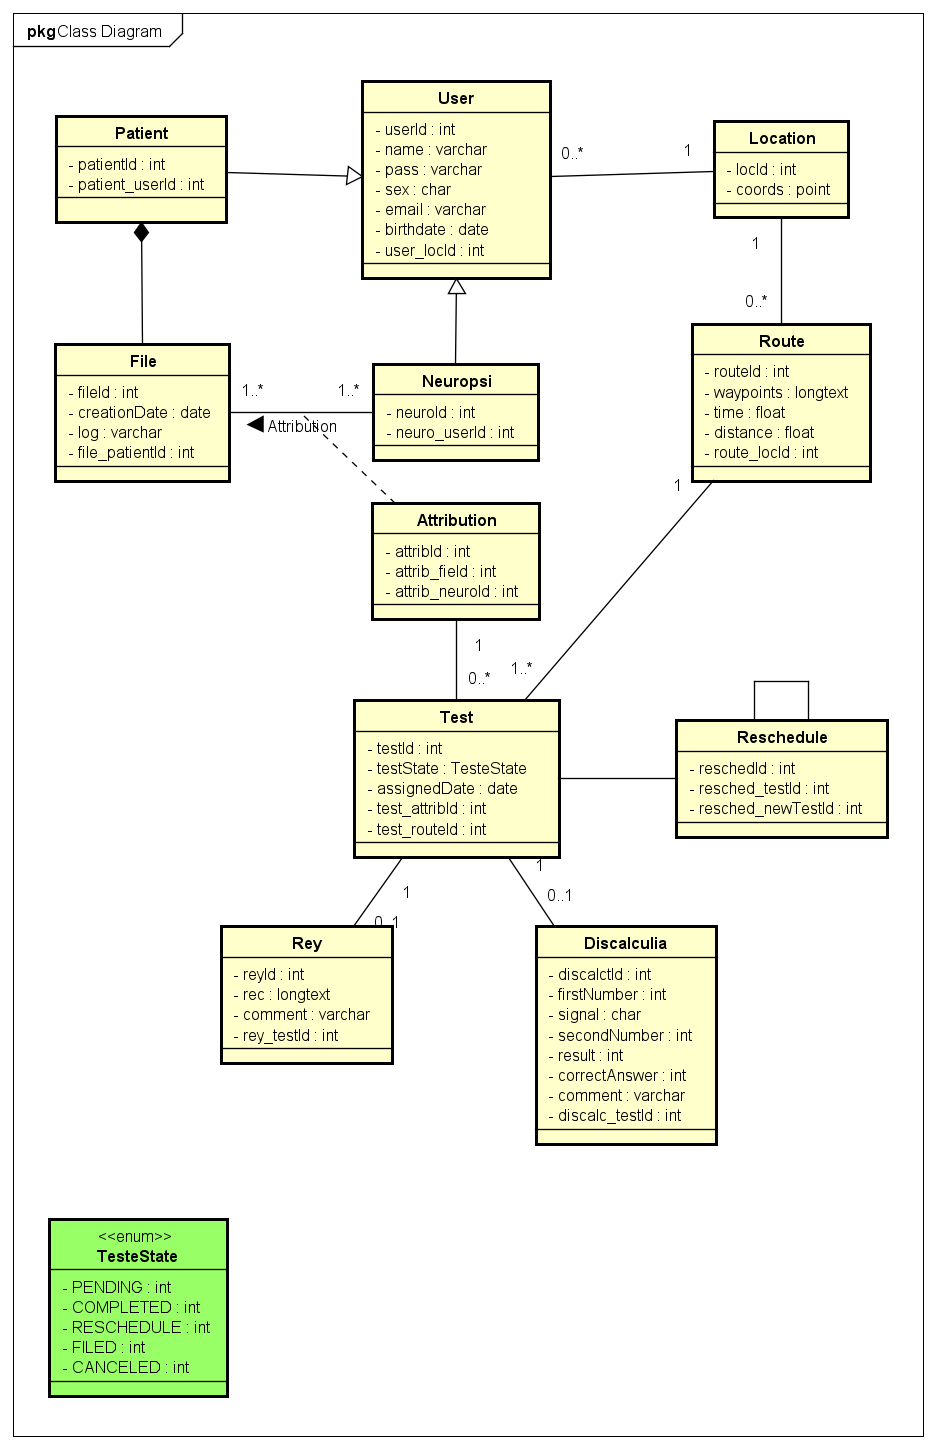 pkg Class Diagram
User
- userId : int
- name : varchar
- pass : varchar
- sex : char
- email : varchar
- birthdate : date
- user_locId : int
Patient
- patientId : int
- patient_userId : int
Location
- locId : int
- coords : point
0..*
1
1
0..*
File
- fileId : int
- creationDate : date
- log : varchar
- file_patientId : int
1..*
1..*
Attribution
Neuropsi
- neuroId : int
- neuro_userId : int
Route
- routeId : int
- waypoints : longtext
- time : float
- distance : float
- route_locId : int
1
Attribution
- attribId : int
- attrib_fieId : int
- attrib_neuroId : int
1
0..*
1..*
Test
- testId : int
- testState : TesteState
- assignedDate : date
- test_attribId : int
- test_routeId : int
Reschedule
- reschedId : int
- resched_testId : int
- resched_newTestId : int
1
0..1
1
0..1
Rey
- reyId : int
- rec : longtext
- comment : varchar
- rey_testId : int
Discalculia
- discalctId : int
- firstNumber : int
- signal : char
- secondNumber : int
- result : int
- correctAnswer : int
- comment : varchar
- discalc_testId : int
<<enum>>
TesteState
- PENDING : int
- COMPLETED : int
- RESCHEDULE : int
- FILED : int
- CANCELED : int